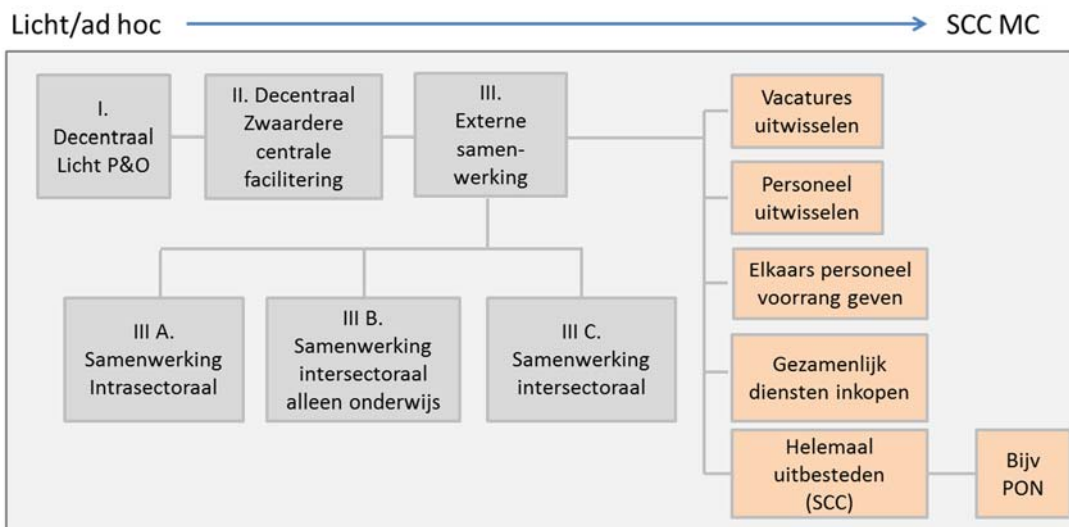 Licht/ad hoc
SCC MC
I.
Decentraal
Licht P&O
II. Decentraal
Zwaardere
centrale
facilitering
III.
Externe
samen-
werking
Vacatures
uitwisselen
Personeel
uitwisselen
Elkaars personeel
voorrang geven
Gezamenlijk
diensten inkopen
Helemaal
uitbesteden
(SCC)
Bijv
PON
III A.
Samenwerking
Intrasectoraal
III B.
Samenwerking
intersectoraal
alleen onderwijs
III C.
Samenwerking
intersectoraal